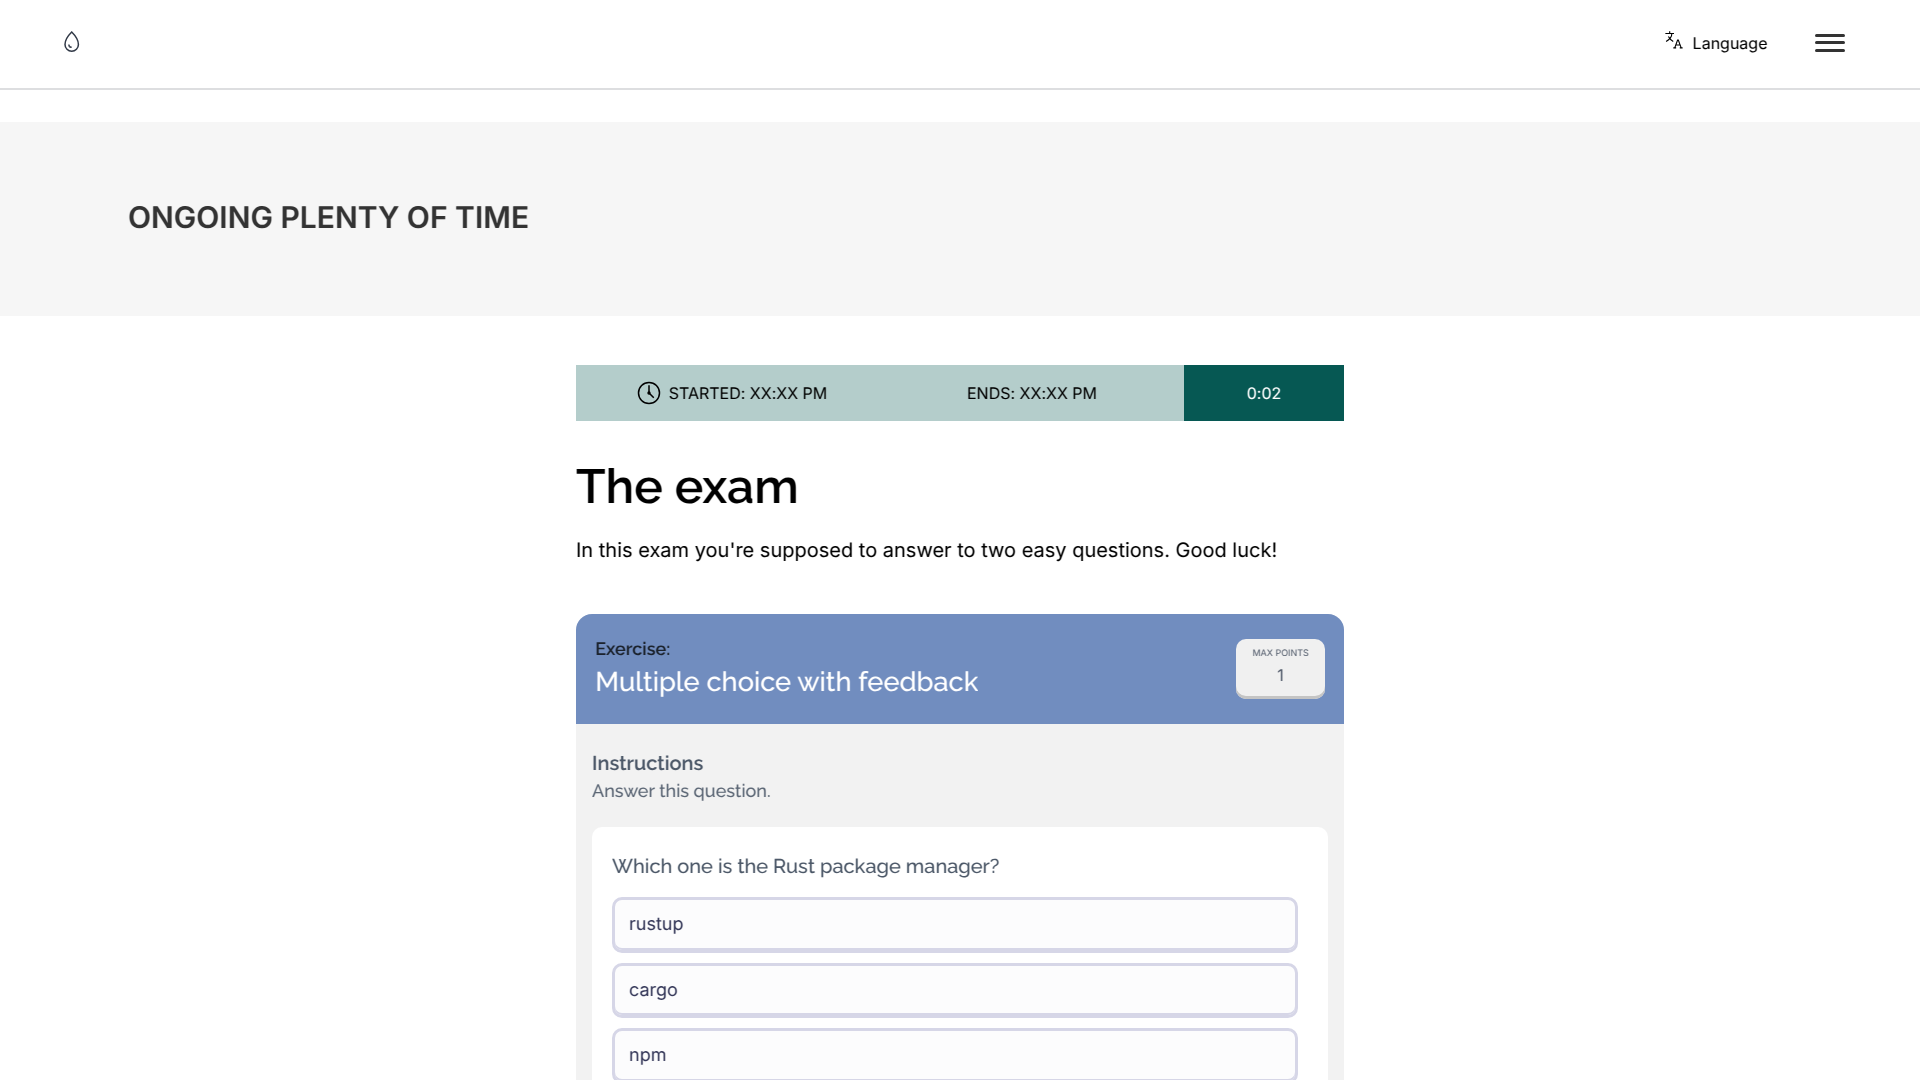 Language
ONGOING PLENTY OF TIME
STARTED: XX:XX PM
ENDS: XX:XX PM
0:02
The exam
In this exam you're supposed to answer to two easy questions. Good luck!
Exercise:
Multiple choice with feedback
MAX POINTS
1
Instructions
Answer this question.
Which one is the Rust package manager?
rustup
cargo
npm